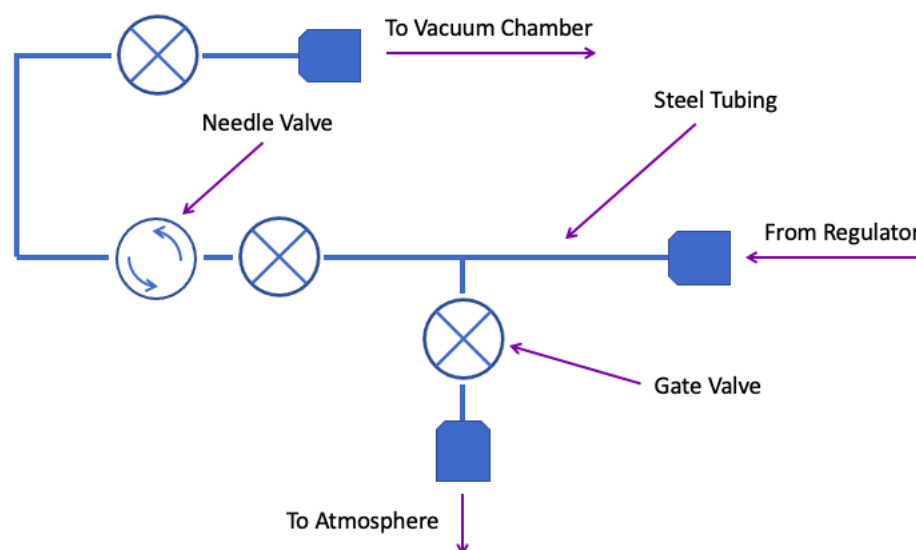 To Vacuum Chamber
Steel Tubing
Needle Valve
From Regulator
Gate Valve
To Atmosphere